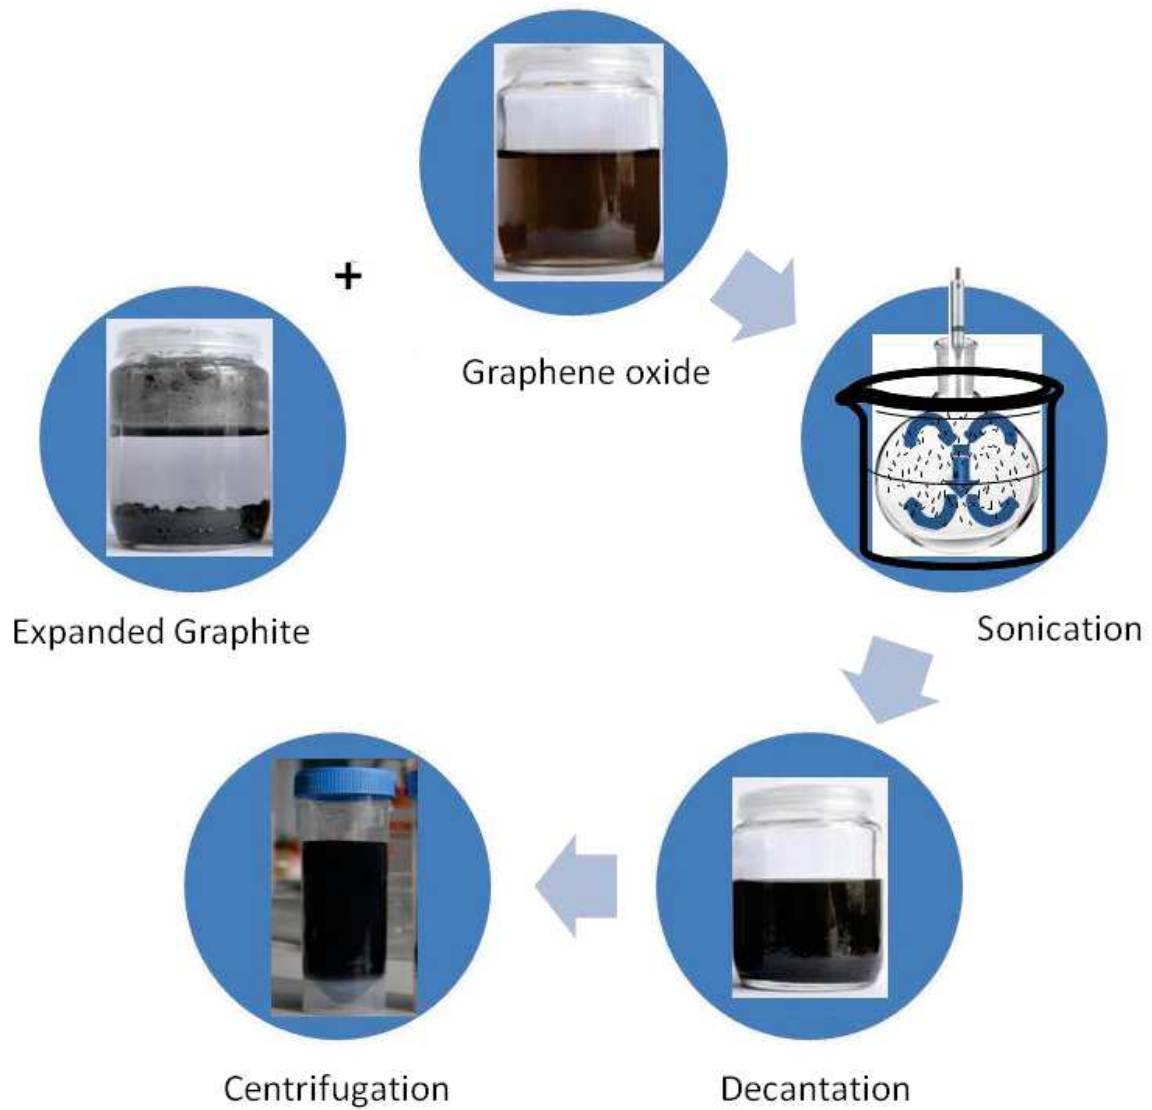 +
Graphene oxide
Expanded Graphite
Sonication
Centrifugation
Decantation